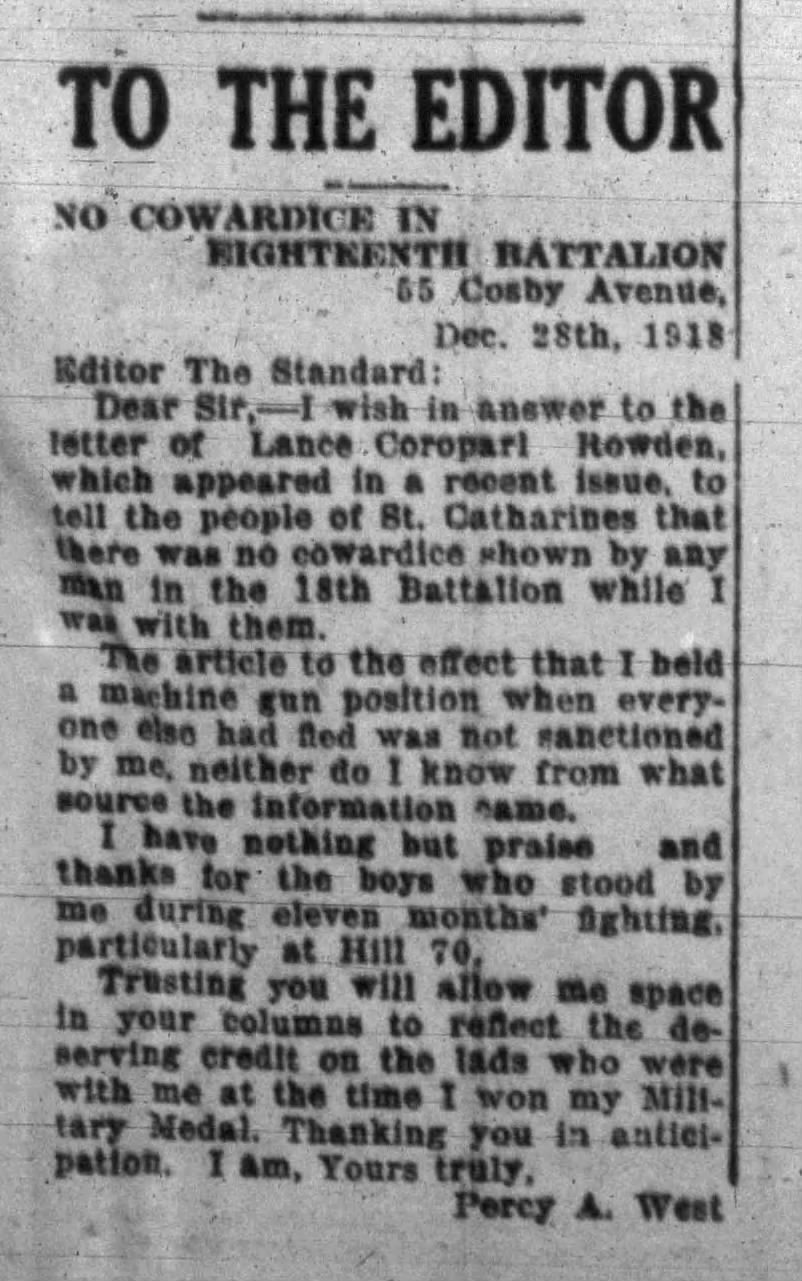 TO THE EDITOR
NO COWARDICE IN
EIGHTEENTH BATTALION
55 Cosby Avenue,
Dec. 28th, 1918
Editor The Standard:
Dear Sir,—I wish in answer to the
letter of Lance Coroparl Rowden,
which appeared in a recent issue, to
tell the people of St. Catharines that
there was no cowardice shown by any
man in the 18th Battalion while I
was with them.
The article to the effect that I held
a machine gun position when every-
one else had fled was not sanctioned
by me, neither do I know from what
source the information came.
I have nothing but praise and
thanks for the boys who stood by
me during eleven months' fighting,
particularly at Hill 70.
Trusting you will allow me space
in your columns to reflect the de-
serving credit on the lads who were
with me at the time I won my Mili-
tary Medal. Thanking you in antici-
pation. I am, Yours truly,
Percy A. West